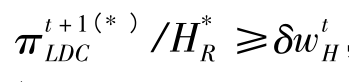 π_{LDC}^{t+1(*)}/H_R^* ≥ δw_H^t,